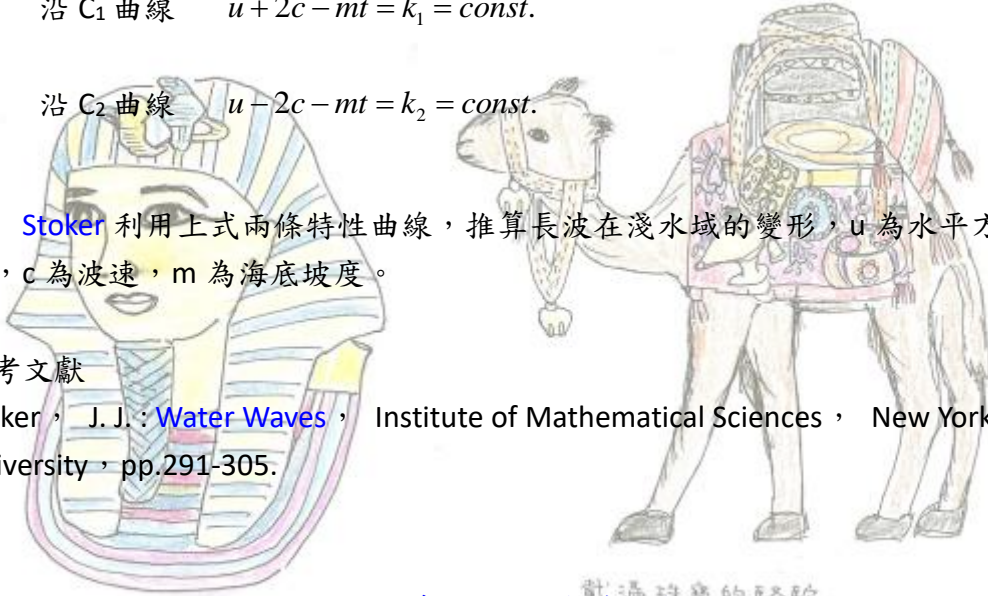 沿 C₁ 曲線 u + 2c − mt = k₁ = const.
沿 C₂ 曲線 u − 2c − mt = k₂ = const.
Stoker 利用上式兩條特性曲線，推算長波在淺水域的變形，u 為水平方
，c 為波速，m 為海底坡度。
考文獻
ker， J. J.：Water Waves， Institute of Mathematical Sciences， New York
iversity，pp.291-305.